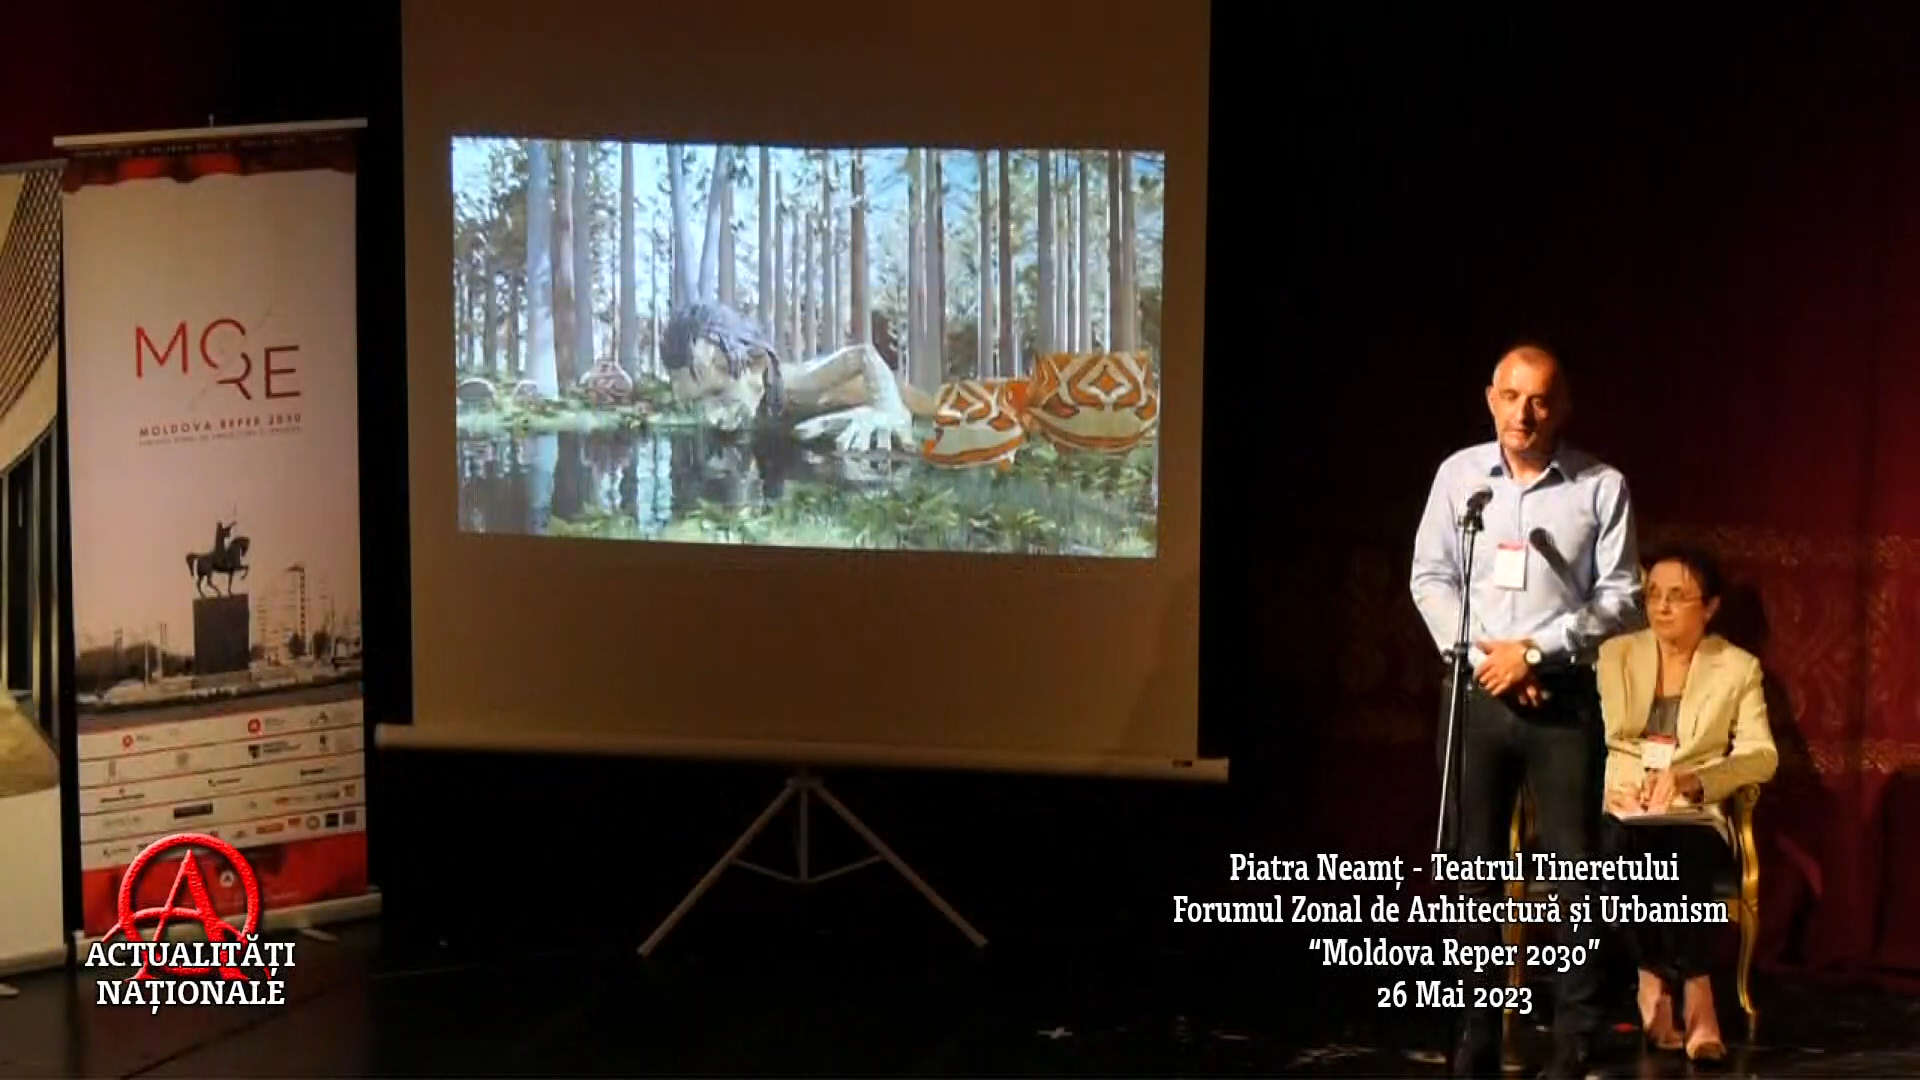 MORE
MOLDOVA REPER 2030
ACTUALITĂȚI
NAȚIONALE
Piatra Neamț - Teatrul Tineretului
Forumul Zonal de Arhitectură și Urbanism
“Moldova Reper 2030”
26 Mai 2023